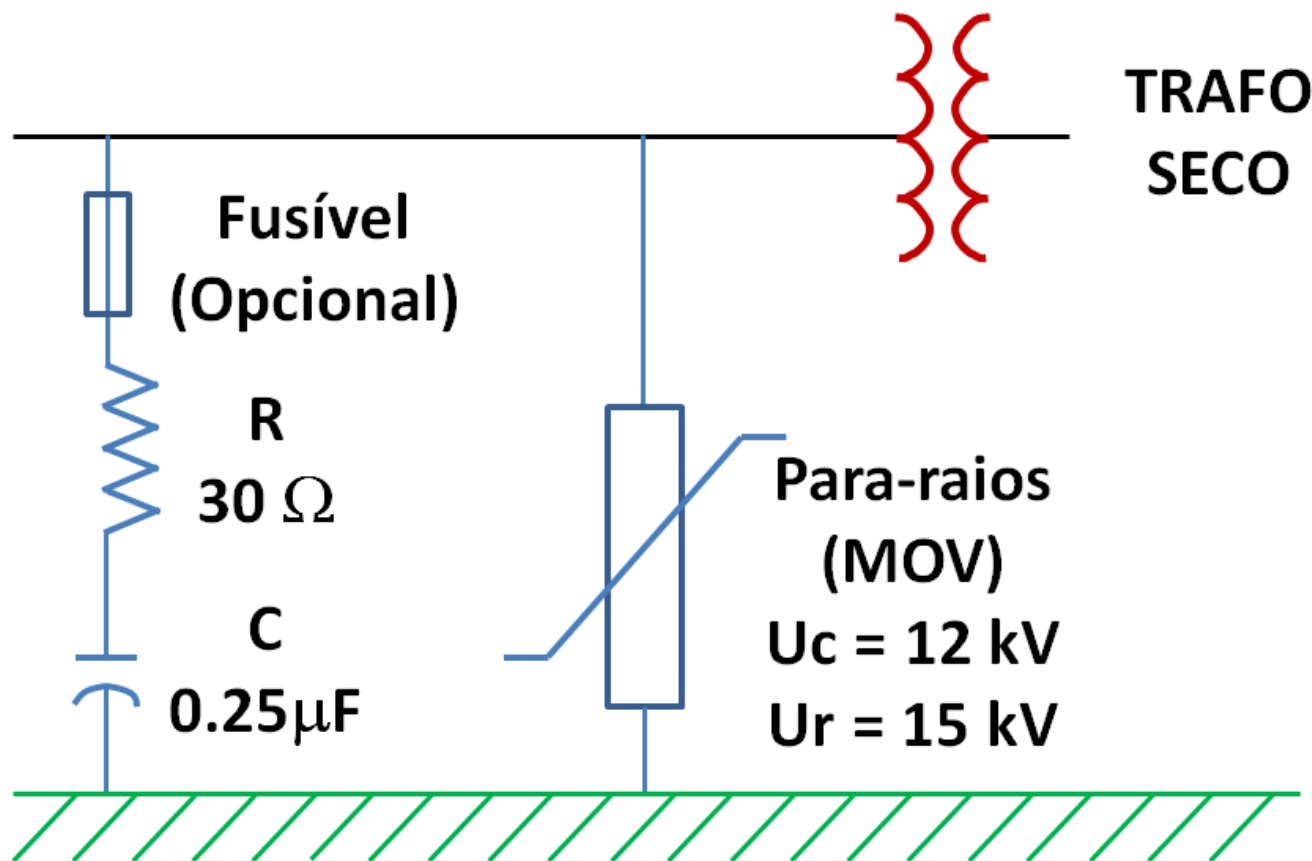 TRAFO
SECO
Fusível
(Opcional)
R
30 Ω
C
0.25μF
Para-raios
(MOV)
Uc = 12 kV
Ur = 15 kV